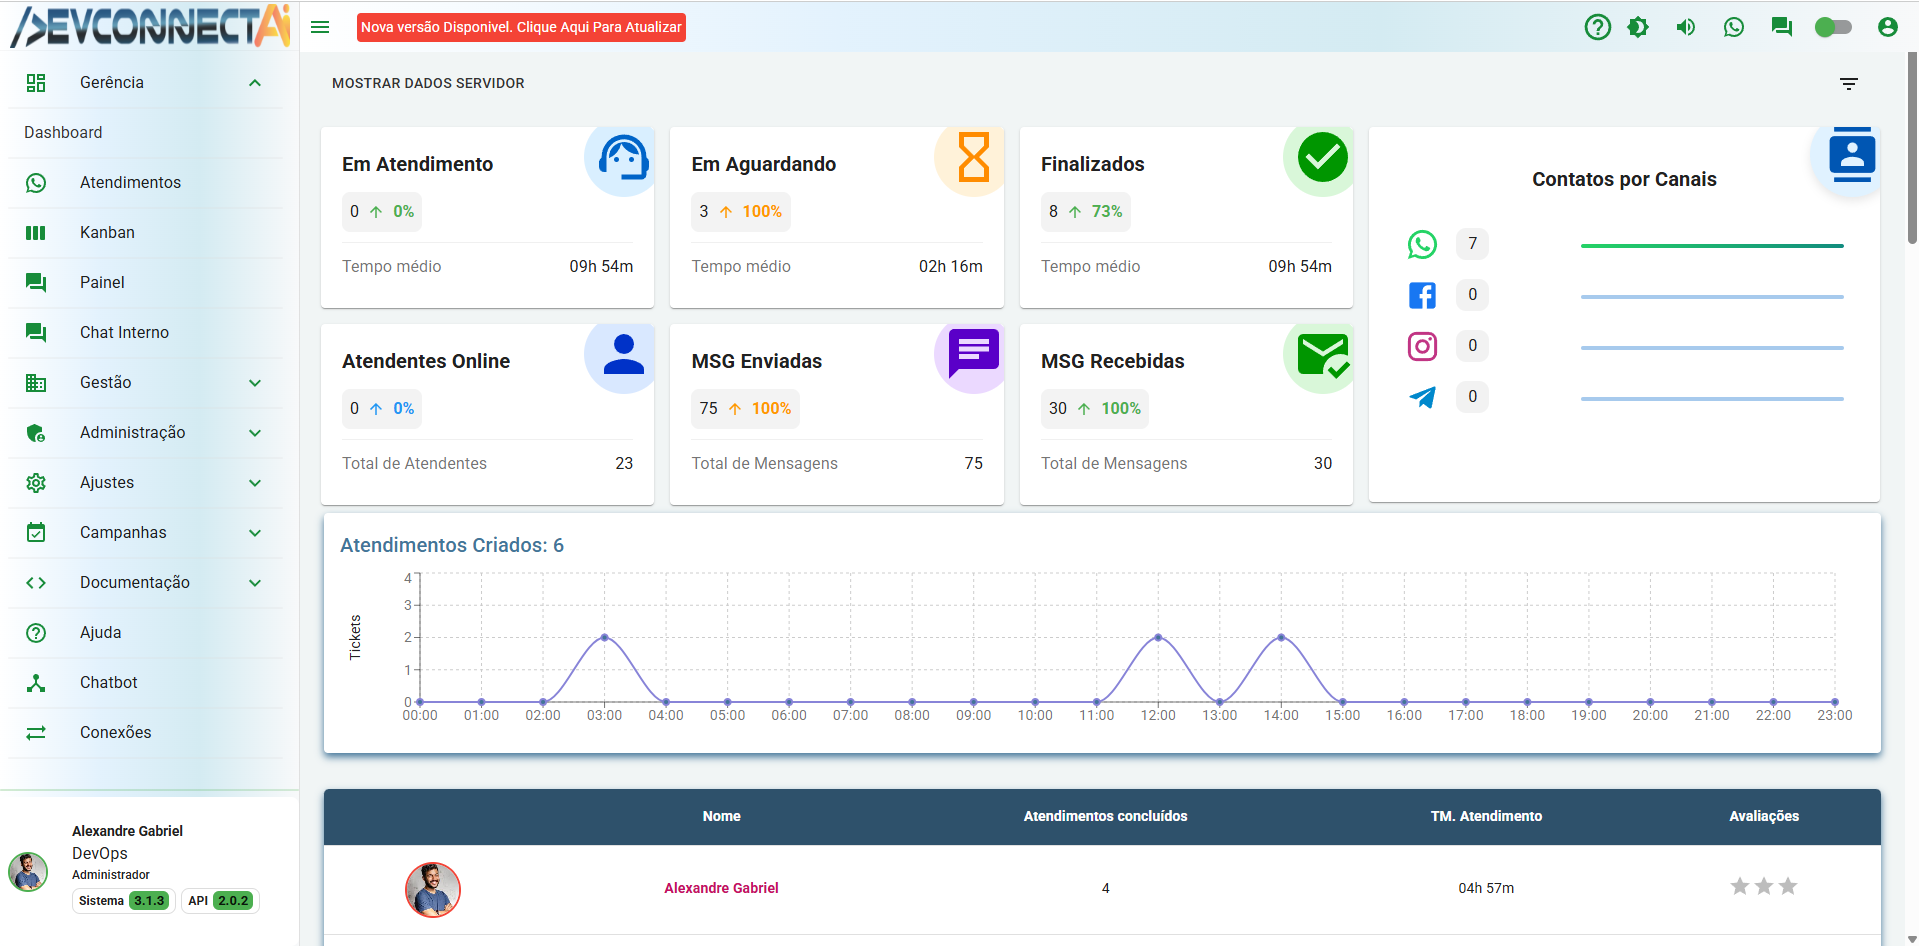 DEVCONNECTAI
Nova versão Disponivel. Clique Aqui Para Atualizar
Gerência
Dashboard
Atendimentos
Kanban
Painel
Chat Interno
Gestão
Administração
Ajustes
Campanhas
Documentação
Ajuda
Chatbot
Conexões
Alexandre Gabriel
DevOps
Administrador
Sistema 3.1.3 API 2.0.2
MOSTRAR DADOS SERVIDOR
Em Atendimento
0 0%
Tempo médio 09h 54m
Em Aguardando
3 100%
Tempo médio 02h 16m
Finalizados
8 73%
Tempo médio 09h 54m
Contatos por Canais
7
0
0
0
Atendentes Online
0 0%
Total de Atendentes 23
MSG Enviadas
75 100%
Total de Mensagens 75
MSG Recebidas
30 100%
Total de Mensagens 30
Atendimentos Criados: 6
Tickets
4
3
2
1
0
00:00 01:00 02:00 03:00 04:00 05:00 06:00 07:00 08:00 09:00 10:00 11:00 12:00 13:00 14:00 15:00 16:00 17:00 18:00 19:00 20:00 21:00 22:00 23:00
Nome Atendimentos concluídos TM. Atendimento Avaliações
Alexandre Gabriel 4 04h 57m